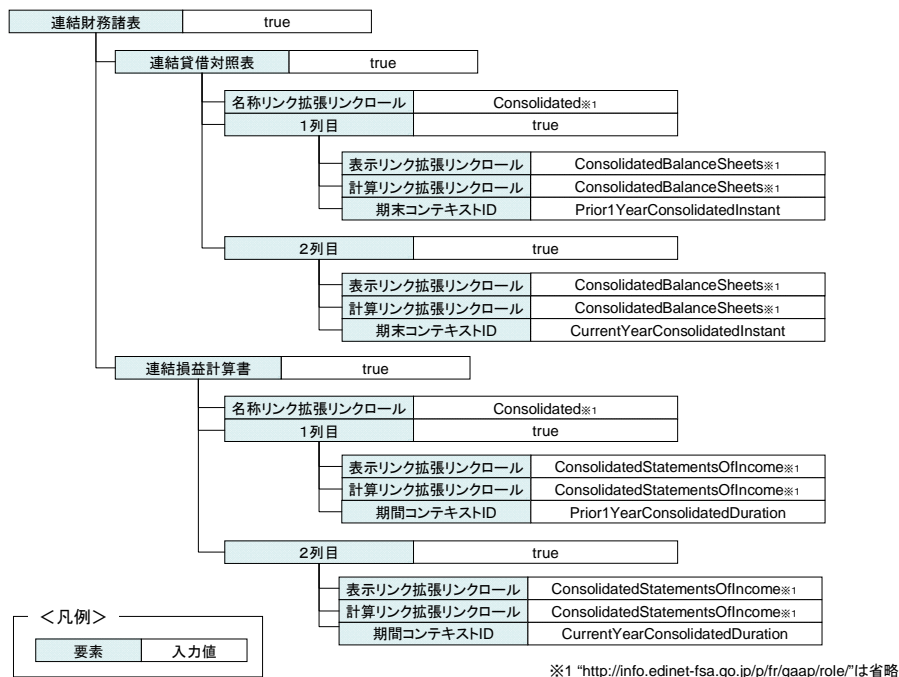 連結財務諸表 true
連結貸借対照表 true
名称リンク拡張リンクロール Consolidated※1
1列目 true
表示リンク拡張リンクロール ConsolidatedBalanceSheets※1
計算リンク拡張リンクロール ConsolidatedBalanceSheets※1
期末コンテキストID Prior1YearConsolidatedInstant
2列目 true
表示リンク拡張リンクロール ConsolidatedBalanceSheets※1
計算リンク拡張リンクロール ConsolidatedBalanceSheets※1
期末コンテキストID CurrentYearConsolidatedInstant
連結損益計算書 true
名称リンク拡張リンクロール Consolidated※1
1列目 true
表示リンク拡張リンクロール ConsolidatedStatementsOfIncome※1
計算リンク拡張リンクロール ConsolidatedStatementsOfIncome※1
期間コンテキストID Prior1YearConsolidatedDuration
2列目 true
表示リンク拡張リンクロール ConsolidatedStatementsOfIncome※1
計算リンク拡張リンクロール ConsolidatedStatementsOfIncome※1
期間コンテキストID CurrentYearConsolidatedDuration
＜凡例＞
要素 入力値
※1 “http://info.edinet-fsa.go.jp/p/fr/gaap/role/”は省略